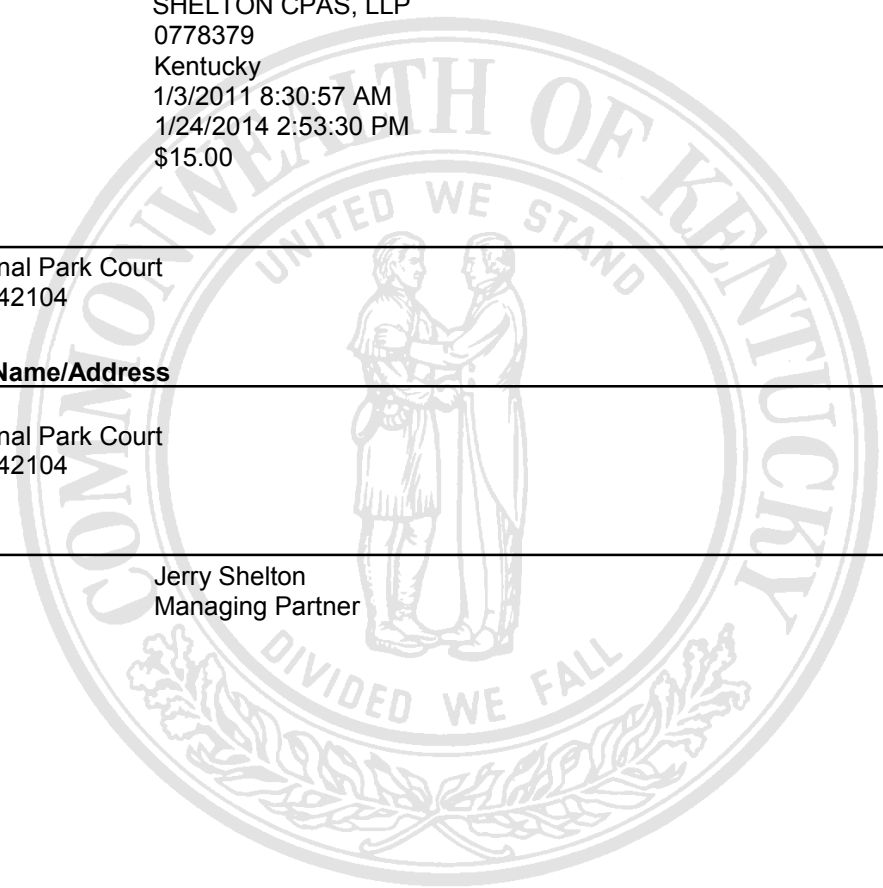 SHELTON CPAS, LLP
0778379
Kentucky
1/3/2011 8:30:57 AM
1/24/2014 2:53:30 PM
$15.00
COMMONWEALTH OF KENTUCKY
UNITED WE STAND
nal Park Court
42104
Name/Address
nal Park Court
42104
Jerry Shelton
Managing Partner
DIVIDED WE FALL